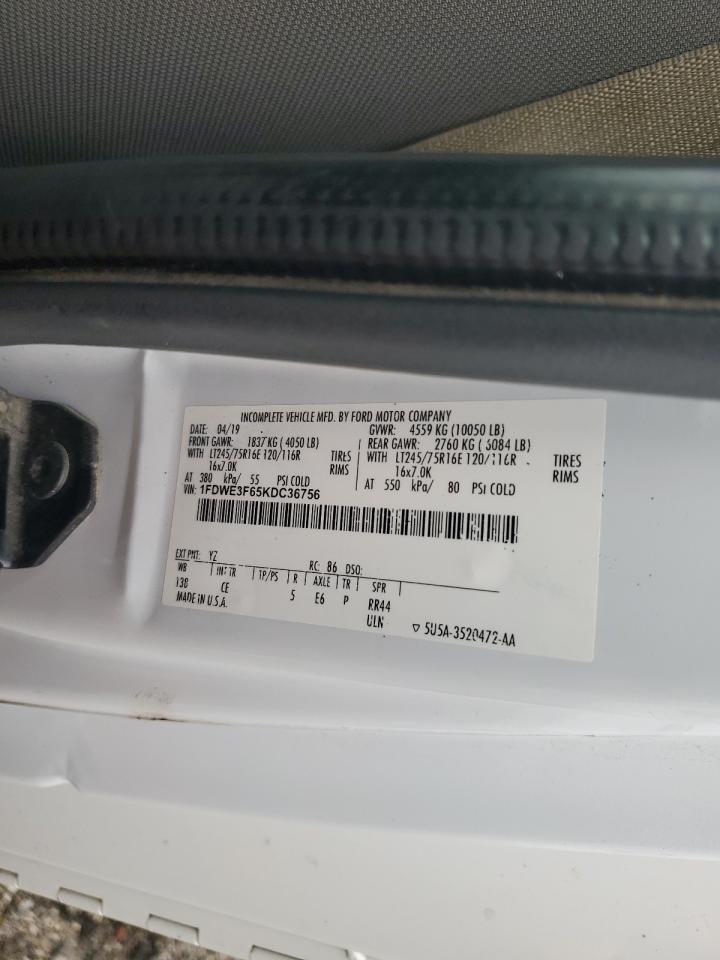 INCOMPLETE VEHICLE MFD. BY FORD MOTOR COMPANY
DATE: 04/19 GVWR: 4559 KG (10050 LB)
FRONT GAWR: 1837 KG ( 4050 LB) REAR GAWR: 2760 KG ( 6084 LB)
WITH LT245/75R16E 120/116R TIRES WITH LT245/75R16E 120/116R TIRES
16x7.0K RIMS 16x7.0K RIMS
AT 380 kPa/ 55 PSI COLD AT 550 kPa/ 80 PSI COLD
VIN: 1FDWE3F65KDC36756
EXT PNT: YZ RC: 86 DSO:
WB INT TR TP/PS R AXLE TR SPR
138 CE 5 E6 P RR44
MADE IN U.S.A. ULN ▽ 5U5A-3520472-AA